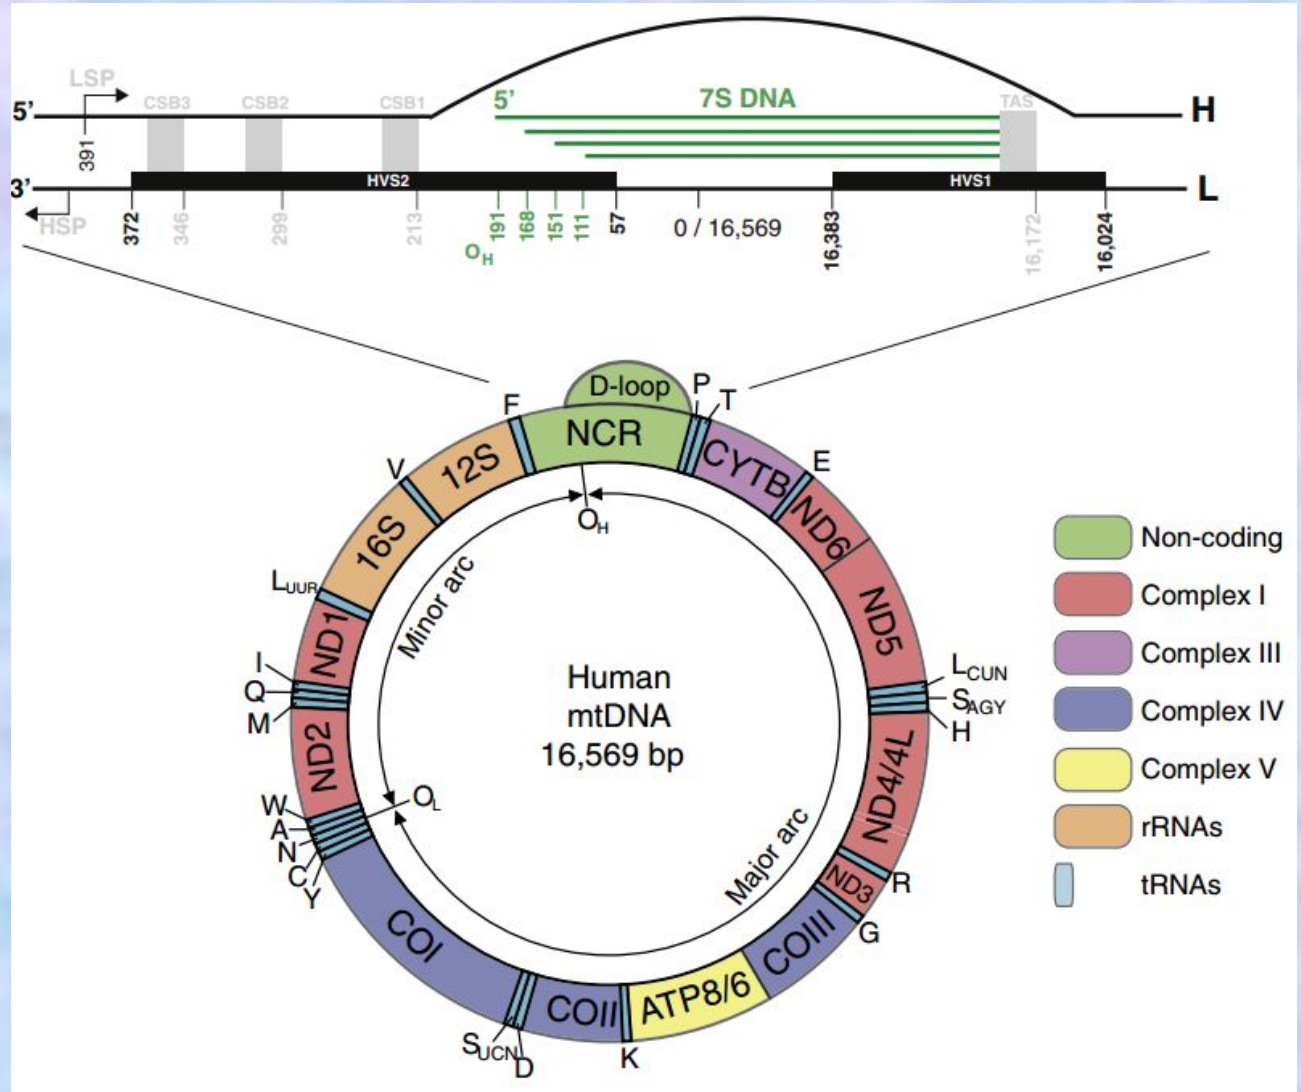 LSP
CSB3
CSB2
CSB1
5'
7S DNA
TAS
5'
H
391
3'
HVS2
HVS1
L
HSP
372
346
299
213
OH
191
168
151
111
57
0 / 16,569
16,383
16,172
16,024
D-loop
P
T
F
NCR
V
12S
CYTB
E
16S
OH
ND6
LUUR
Minor arc
ND5
ND1
I
Q
M
Human
mtDNA
16,569 bp
LCUN
SAGY
H
ND2
OL
ND4/4L
W
A
N
C
Y
Major arc
ND3
R
G
COI
COIII
ATP8/6
COII
SUCN
D
K
Non-coding
Complex I
Complex III
Complex IV
Complex V
rRNAs
tRNAs